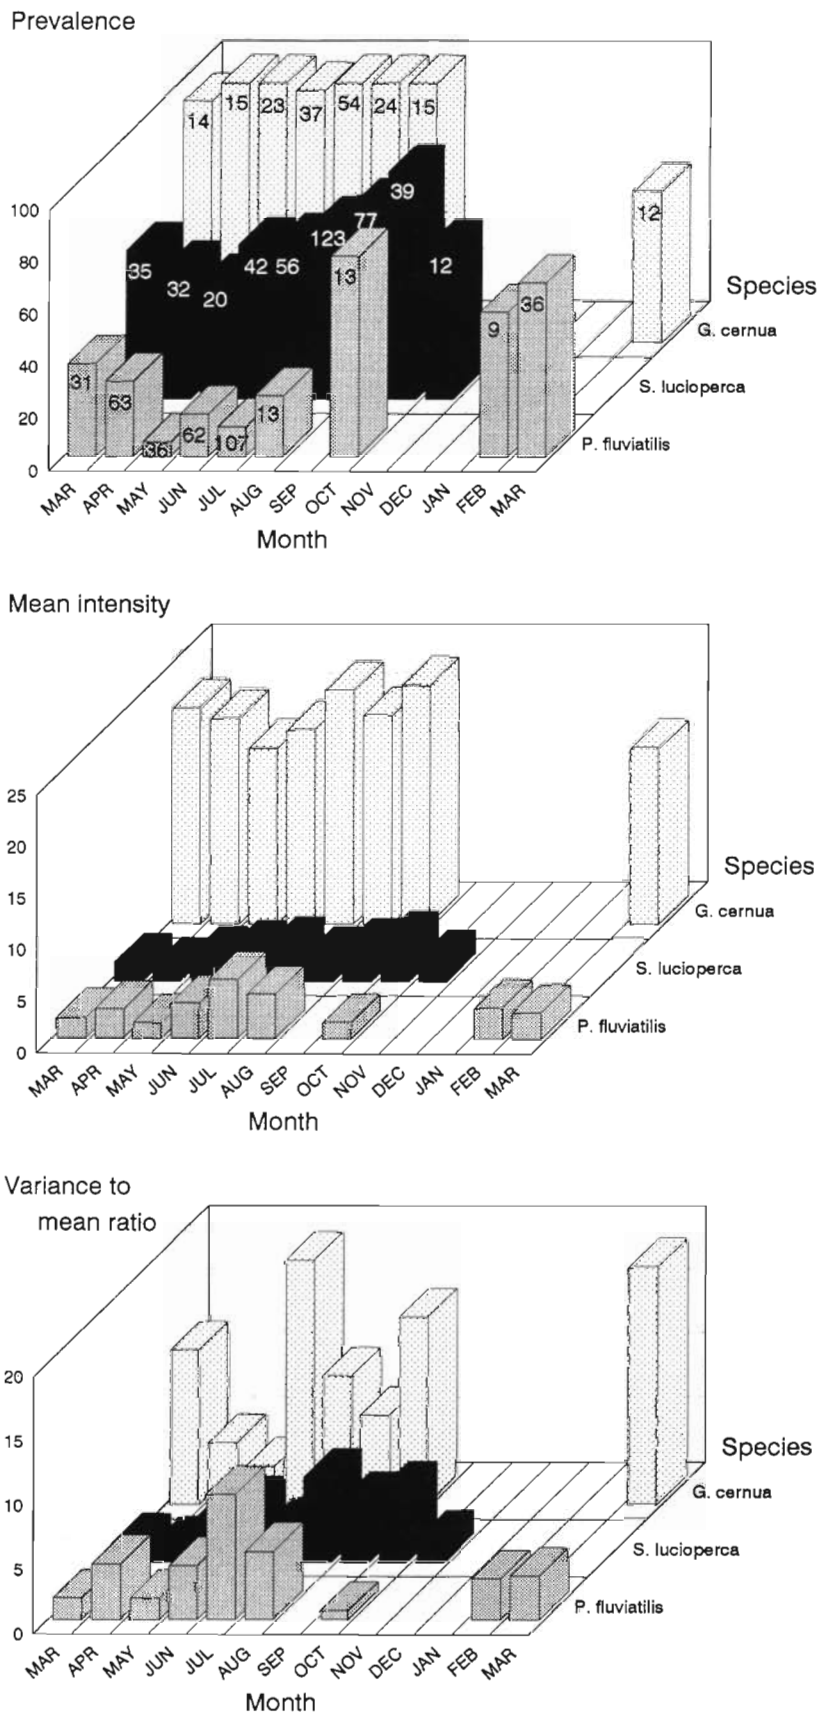 Prevalence
14 15 23 37 54 24 15
12
100
80
60
40
20
0
35 32 20 42 56 123 77 39 12
31 63 36 62 107 13 13 9 36
Species
G. cernua
S. lucioperca
P. fluviatilis
MAR APR MAY JUN JUL AUG SEP OCT NOV DEC JAN FEB MAR
Month
Mean intensity
25
20
15
10
5
0
Species
G. cernua
S. lucioperca
P. fluviatilis
MAR APR MAY JUN JUL AUG SEP OCT NOV DEC JAN FEB MAR
Month
Variance to
mean ratio
20
15
10
5
0
Species
G. cernua
S. lucioperca
P. fluviatilis
MAR APR MAY JUN JUL AUG SEP OCT NOV DEC JAN FEB MAR
Month